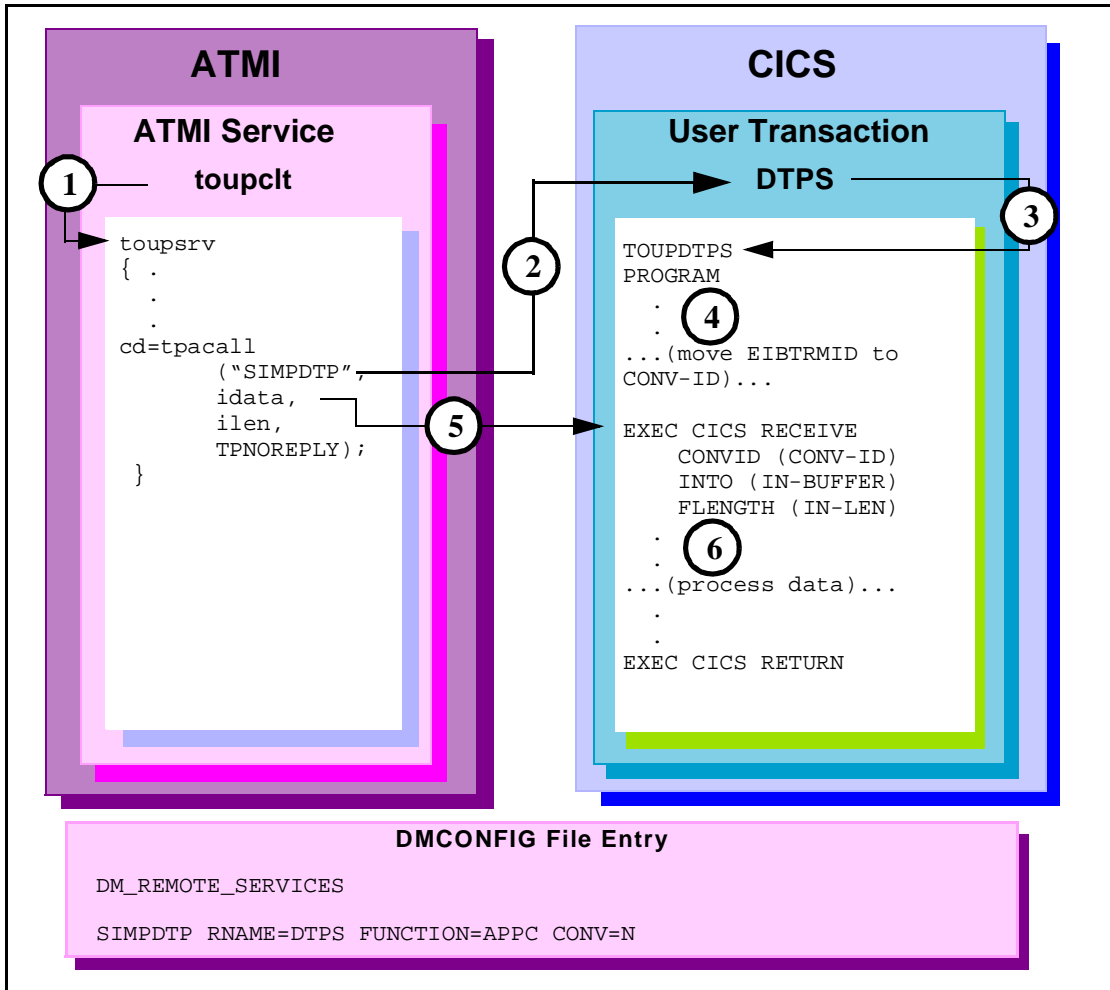 ATMI
ATMI Service
toupclt
1
toupsrv
{ .
.
.
cd=tpacall
(“SIMPDTP”,
idata,
ilen,
TPNOREPLY);
}
2
5
CICS
User Transaction
DTPS
3
TOUPDTPS
PROGRAM
.
. 4
...(move EIBTRMID to
CONV-ID)...
EXEC CICS RECEIVE
CONVID (CONV-ID)
INTO (IN-BUFFER)
FLENGTH (IN-LEN)
.
. 6
...(process data)...
.
.
EXEC CICS RETURN
DMCONFIG File Entry
DM_REMOTE_SERVICES
SIMPDTP RNAME=DTPS FUNCTION=APPC CONV=N